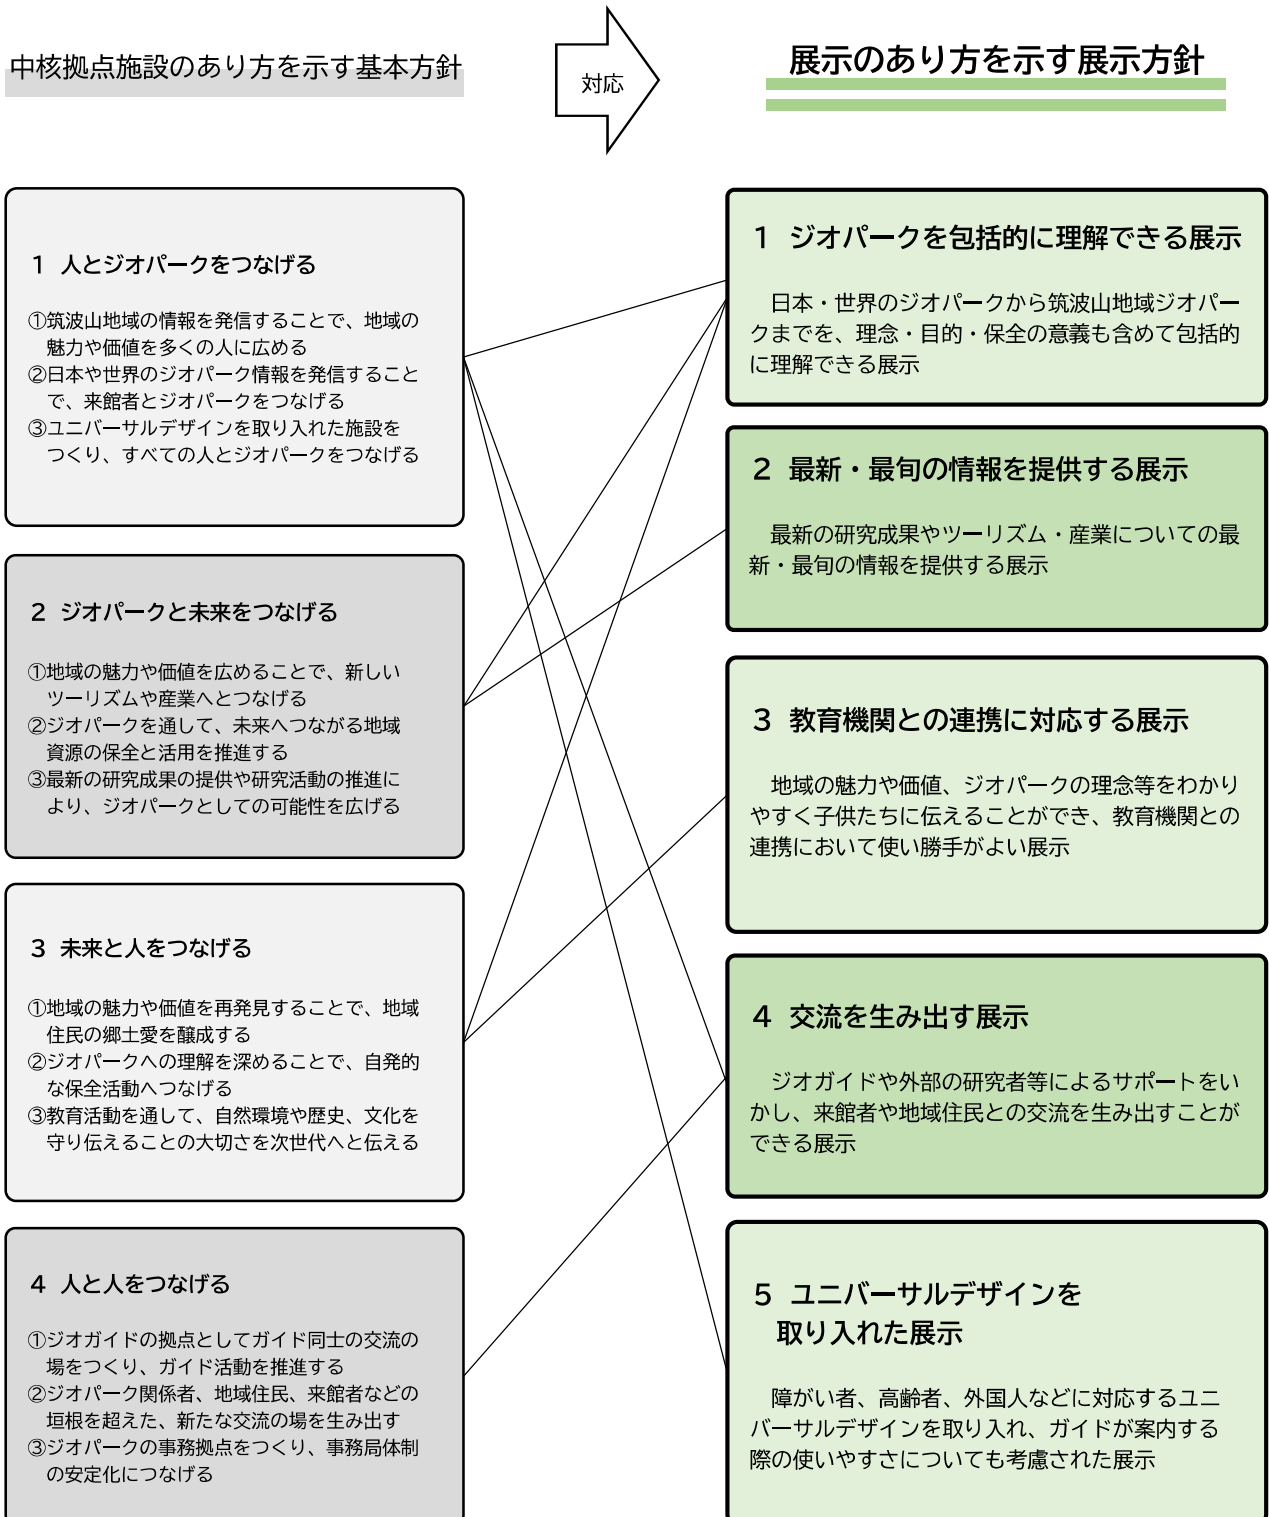 中核拠点施設のあり方を示す基本方針
対応
展示のあり方を示す展示方針
1 人とジオパークをつなげる
①筑波山地域の情報を発信することで、地域の
魅力や価値を多くの人に広める
②日本や世界のジオパーク情報を発信すること
で、来館者とジオパークをつなげる
③ユニバーサルデザインを取り入れた施設を
つくり、すべての人とジオパークをつなげる
2 ジオパークと未来をつなげる
①地域の魅力や価値を広めることで、新しい
ツーリズムや産業へとつなげる
②ジオパークを通して、未来へつながる地域
資源の保全と活用を推進する
③最新の研究成果の提供や研究活動の推進に
より、ジオパークとしての可能性を広げる
3 未来と人をつなげる
①地域の魅力や価値を再発見することで、地域
住民の郷土愛を醸成する
②ジオパークへの理解を深めることで、自発的
な保全活動へつなげる
③教育活動を通して、自然環境や歴史、文化を
守り伝えることの大切さを次世代へと伝える
4 人と人をつなげる
①ジオガイドの拠点としてガイド同士の交流の
場をつくり、ガイド活動を推進する
②ジオパーク関係者、地域住民、来館者などの
垣根を超えた、新たな交流の場を生み出す
③ジオパークの事務拠点をつくり、事務局体制
の安定化につなげる
1 ジオパークを包括的に理解できる展示
日本・世界のジオパークから筑波山地域ジオパー
クまでを、理念・目的・保全の意義も含めて包括的
に理解できる展示
2 最新・最旬の情報を提供する展示
最新の研究成果やツーリズム・産業についての最
新・最旬の情報を提供する展示
3 教育機関との連携に対応する展示
地域の魅力や価値、ジオパークの理念等をわかり
やすく子供たちに伝えることができ、教育機関との
連携において使い勝手がよい展示
4 交流を生み出す展示
ジオガイドや外部の研究者等によるサポートをい
かし、来館者や地域住民との交流を生み出すことが
できる展示
5 ユニバーサルデザインを
取り入れた展示
障がい者、高齢者、外国人などに対応するユニ
バーサルデザインを取り入れ、ガイドが案内する
際の使いやすさについても考慮された展示